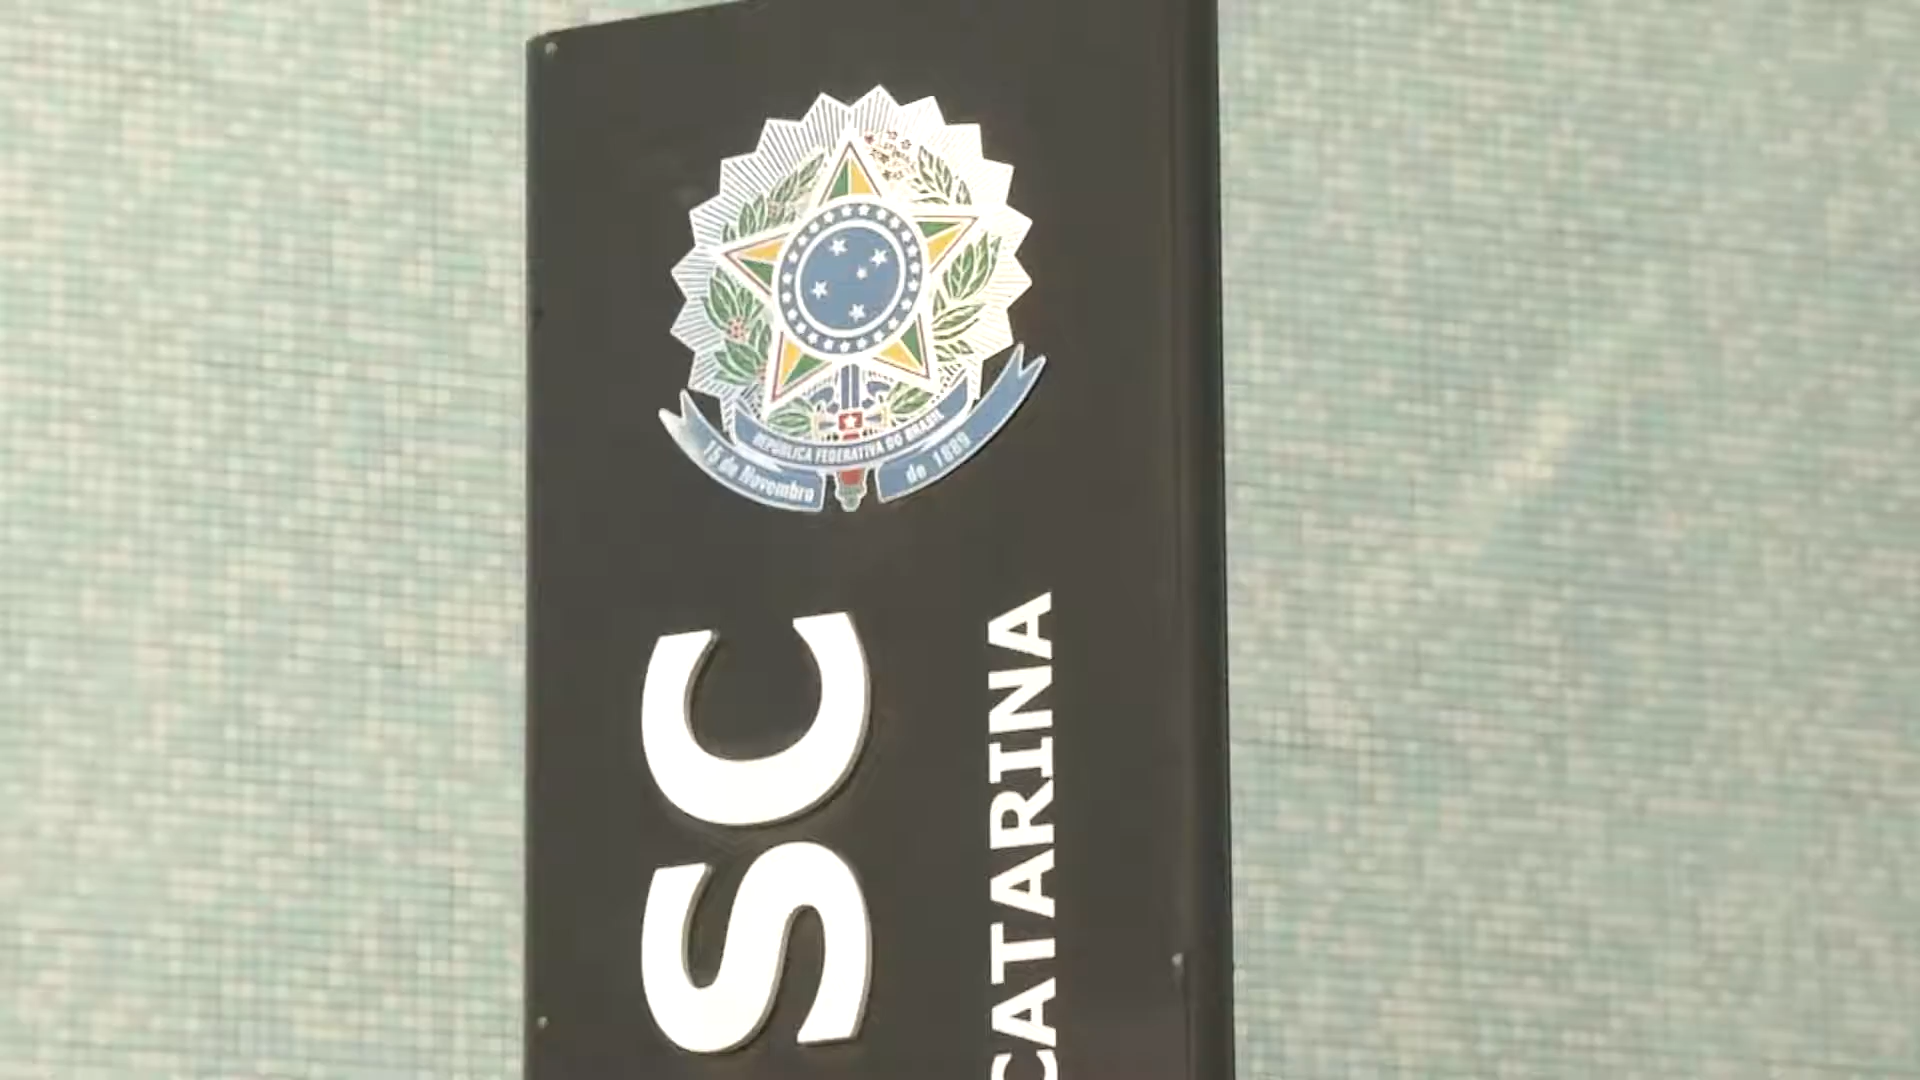 REPÚBLICA FEDERATIVA DO BRASIL
15 de Novembro de 1889
SC
CATARINA